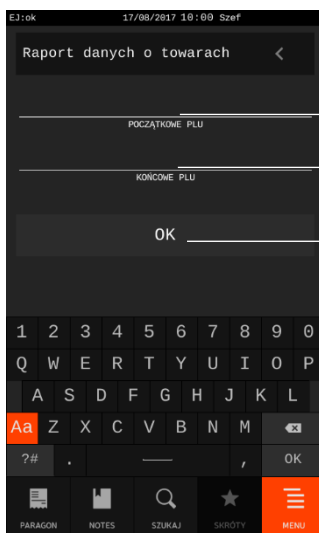 EJ:ok 17/08/2017 10:00 Szef
Raport danych o towarach <
POCZĄTKOWE PLU
KOŃCOWE PLU
OK
1 2 3 4 5 6 7 8 9 0
Q W E R T Y U I O P
A S D F G H J K L
Aa Z X C V B N M
?# . , OK
PARAGON NOTES SZUKAJ SKRÓTY MENU